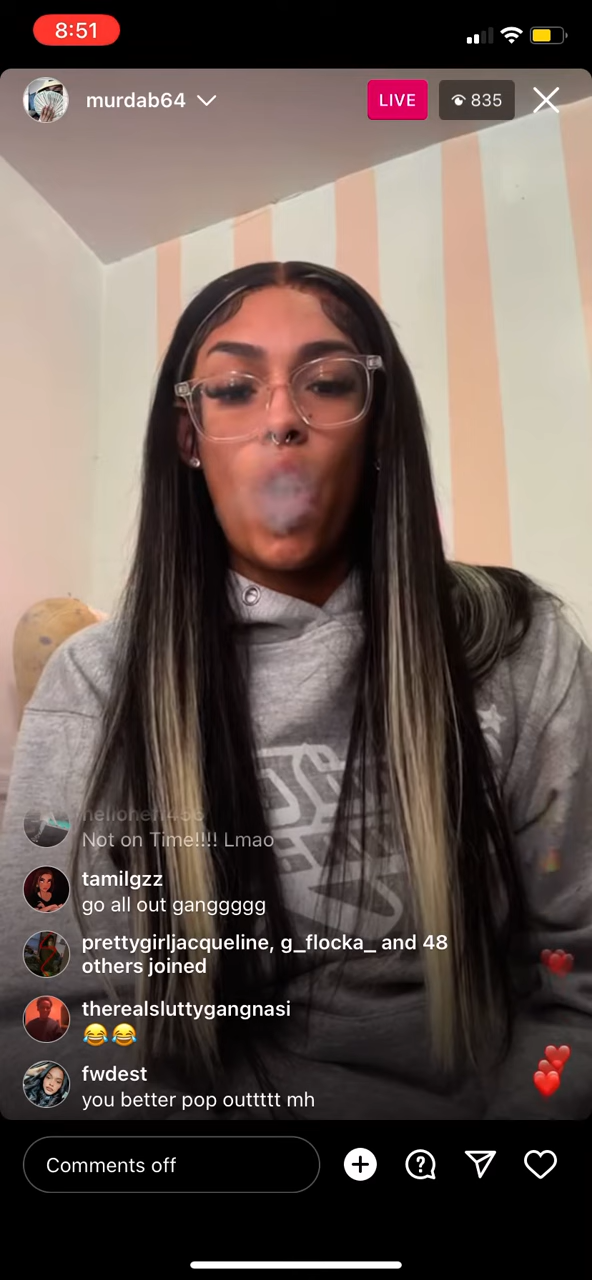 8:51
murdab64
LIVE
835
Not on Time!!!! Lmao
tamilgzz
go all out ganggggg
prettygirljacqueline, g_flocka_ and 48
others joined
therealsluttygangnasi
😂😂
fwdest
you better pop outtttt mh
Comments off